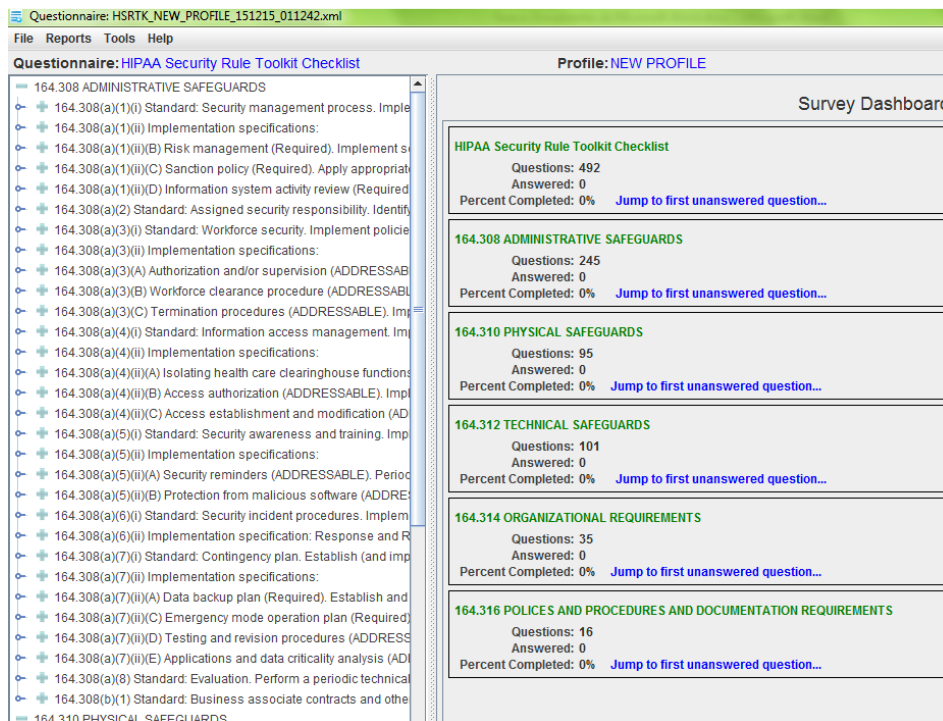 Questionnaire: HSRTK_NEW_PROFILE_151215_011242.xml
File Reports Tools Help
Questionnaire: HIPAA Security Rule Toolkit Checklist
Profile: NEW PROFILE
164.308 ADMINISTRATIVE SAFEGUARDS
164.308(a)(1)(i) Standard: Security management process. Imple
164.308(a)(1)(ii) Implementation specifications:
164.308(a)(1)(ii)(B) Risk management (Required). Implement s
164.308(a)(1)(ii)(C) Sanction policy (Required). Apply appropriat
164.308(a)(1)(ii)(D) Information system activity review (Required
164.308(a)(2) Standard: Assigned security responsibility. Identify
164.308(a)(3)(i) Standard: Workforce security. Implement policie
164.308(a)(3)(ii) Implementation specifications:
164.308(a)(3)(A) Authorization and/or supervision (ADDRESSAB
164.308(a)(3)(B) Workforce clearance procedure (ADDRESSABL
164.308(a)(3)(C) Termination procedures (ADDRESSABLE). Imp
164.308(a)(4)(i) Standard: Information access management. Im
164.308(a)(4)(ii) Implementation specifications:
164.308(a)(4)(ii)(A) Isolating health care clearinghouse functions
164.308(a)(4)(ii)(B) Access authorization (ADDRESSABLE). Impl
164.308(a)(4)(ii)(C) Access establishment and modification (AD
164.308(a)(5)(i) Standard: Security awareness and training. Imp
164.308(a)(5)(ii) Implementation specifications:
164.308(a)(5)(ii)(A) Security reminders (ADDRESSABLE). Period
164.308(a)(5)(ii)(B) Protection from malicious software (ADDRE
164.308(a)(6)(i) Standard: Security incident procedures. Implem
164.308(a)(6)(ii) Implementation specification: Response and R
164.308(a)(7)(i) Standard: Contingency plan. Establish (and imp
164.308(a)(7)(ii) Implementation specifications:
164.308(a)(7)(ii)(A) Data backup plan (Required). Establish and
164.308(a)(7)(ii)(C) Emergency mode operation plan (Required)
164.308(a)(7)(ii)(D) Testing and revision procedures (ADDRESS
164.308(a)(7)(ii)(E) Applications and data criticality analysis (AD
164.308(a)(8) Standard: Evaluation. Perform a periodic technical
164.308(b)(1) Standard: Business associate contracts and othe
164.310 PHYSICAL SAFEGUARDS
Survey Dashboard
HIPAA Security Rule Toolkit Checklist
Questions: 492
Answered: 0
Percent Completed: 0% Jump to first unanswered question...
164.308 ADMINISTRATIVE SAFEGUARDS
Questions: 245
Answered: 0
Percent Completed: 0% Jump to first unanswered question...
164.310 PHYSICAL SAFEGUARDS
Questions: 95
Answered: 0
Percent Completed: 0% Jump to first unanswered question...
164.312 TECHNICAL SAFEGUARDS
Questions: 101
Answered: 0
Percent Completed: 0% Jump to first unanswered question...
164.314 ORGANIZATIONAL REQUIREMENTS
Questions: 35
Answered: 0
Percent Completed: 0% Jump to first unanswered question...
164.316 POLICES AND PROCEDURES AND DOCUMENTATION REQUIREMENTS
Questions: 16
Answered: 0
Percent Completed: 0% Jump to first unanswered question...